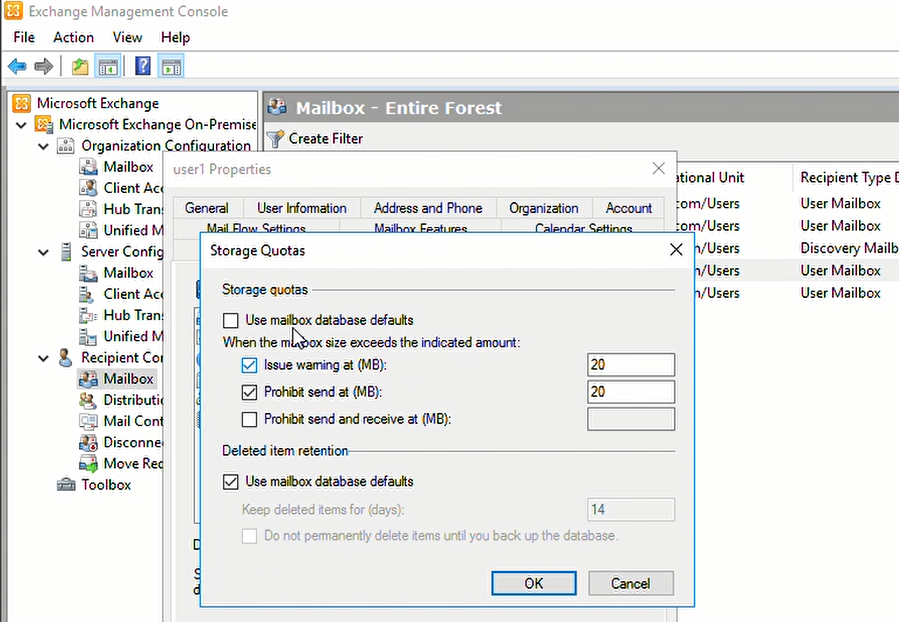 Exchange Management Console
File Action View Help
Microsoft Exchange
Microsoft Exchange On-Premise
Organization Configuration
Mailbox
Client Acc
Hub Trans
Unified M
Server Config
Mailbox
Client Acc
Hub Trans
Unified M
Recipient Co
Mailbox
Distributio
Mail Cont
Disconne
Move Rec
Toolbox
Mailbox - Entire Forest
Create Filter
ational Unit Recipient Type D
com/Users User Mailbox
com/Users User Mailbox
n/Users Discovery Mailb
n/Users User Mailbox
n/Users User Mailbox
user1 Properties
General User Information Address and Phone Organization Account
Mail Flow Settings Mailbox Features Calendar Settings
Storage Quotas
Storage quotas
Use mailbox database defaults
When the mailbox size exceeds the indicated amount:
Issue warning at (MB): 20
Prohibit send at (MB): 20
Prohibit send and receive at (MB):
Deleted item retention
Use mailbox database defaults
Keep deleted items for (days): 14
Do not permanently delete items until you back up the database.
OK Cancel